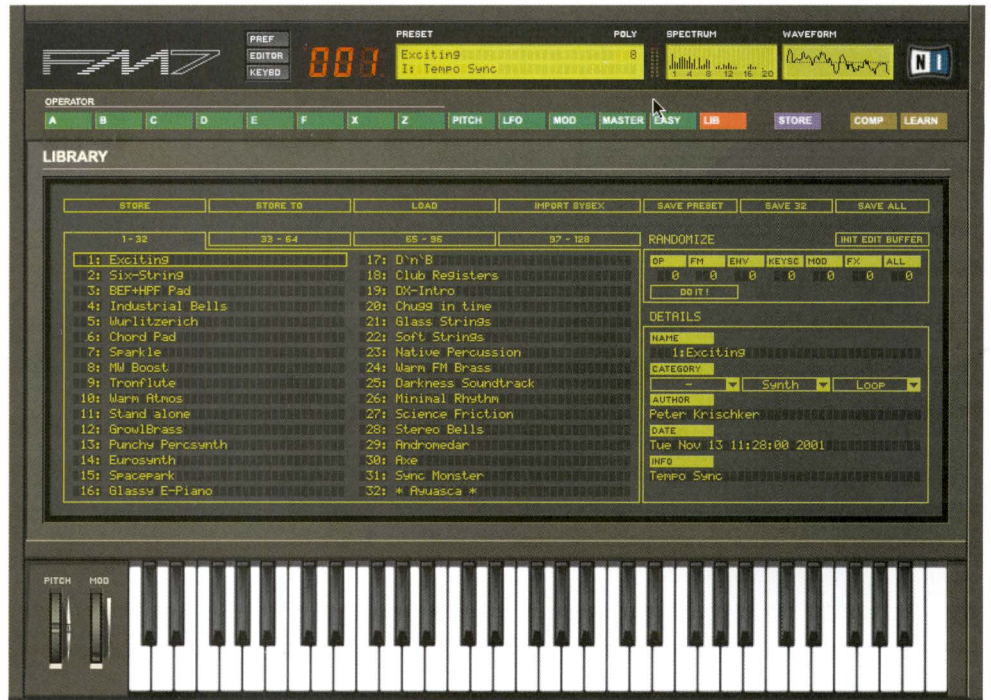 FM7
PREF
EDITOR
KEYBD
001
PRESET POLY
Exciting 8
I: Tempo Sync
SPECTRUM
1 4 8 12 16 20
WAVEFORM
NI
OPERATOR
A B C D E F X Z PITCH LFO MOD MASTER EASY LIB STORE COMP LEARN
LIBRARY
STORE STORE TO LOAD IMPORT SYSEX SAVE PRESET SAVE 32 SAVE ALL
1-32 33 - 64 65 - 96 97 - 128
1: Exciting
2: Six-String
3: BEF+HPF Pad
4: Industrial Bells
5: Wurlitzerich
6: Chord Pad
7: Sparkle
8: MW Boost
9: Tronflute
10: Warm Atmos
11: Stand alone
12: GrowlBrass
13: Punchy Percsynth
14: Eurosynth
15: Spacepark
16: Glassy E-Piano
17: D`n`B
18: Club Registers
19: DX-Intro
20: Chugg in time
21: Glass Strings
22: Soft Strings
23: Native Percussion
24: Warm FM Brass
25: Darkness Soundtrack
26: Minimal Rhythm
27: Science Friction
28: Stereo Bells
29: Andromedar
30: Axe
31: Sync Monster
32: * Ayuasca *
RANDOMIZE INIT EDIT BUFFER
OP FM ENV KEYSC MOD FX ALL
0 0 0 0 0 0 0
DO IT !
DETAILS
NAME
1:Exciting
CATEGORY
- Synth Loop
AUTHOR
Peter Krischker
DATE
Tue Nov 13 11:28:00 2001
INFO
Tempo Sync
PITCH MOD